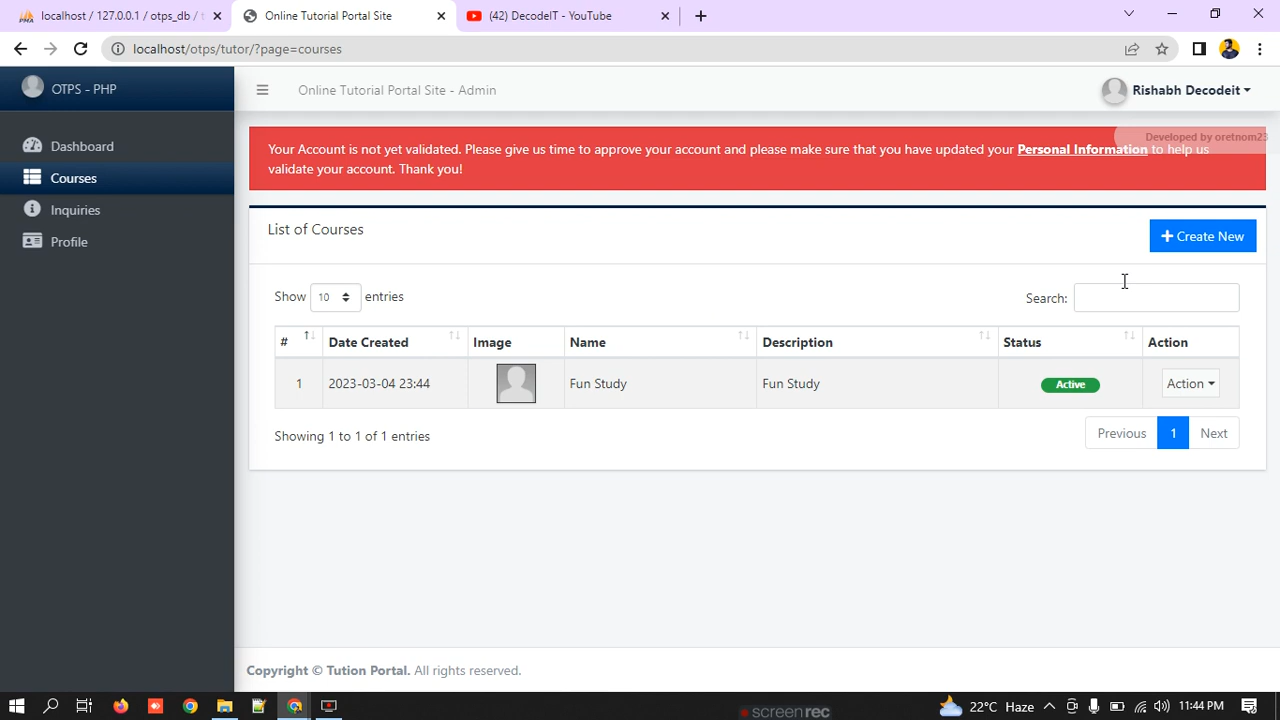 localhost / 127.0.0.1 / otps_db / t
Online Tutorial Portal Site
(42) DecodeIT - YouTube
localhost/otps/tutor/?page=courses
OTPS - PHP
Online Tutorial Portal Site - Admin
Rishabh Decodeit
Dashboard
Courses
Inquiries
Profile
Developed by oretnom23
Your Account is not yet validated. Please give us time to approve your account and please make sure that you have updated your Personal Information to help us
validate your account. Thank you!
List of Courses
Create New
Show 10 entries
Search:
# Date Created Image Name Description Status Action
1 2023-03-04 23:44 Fun Study Fun Study Active Action
Showing 1 to 1 of 1 entries
Previous 1 Next
Copyright © Tution Portal. All rights reserved.
22°C Haze
11:44 PM
screenrec